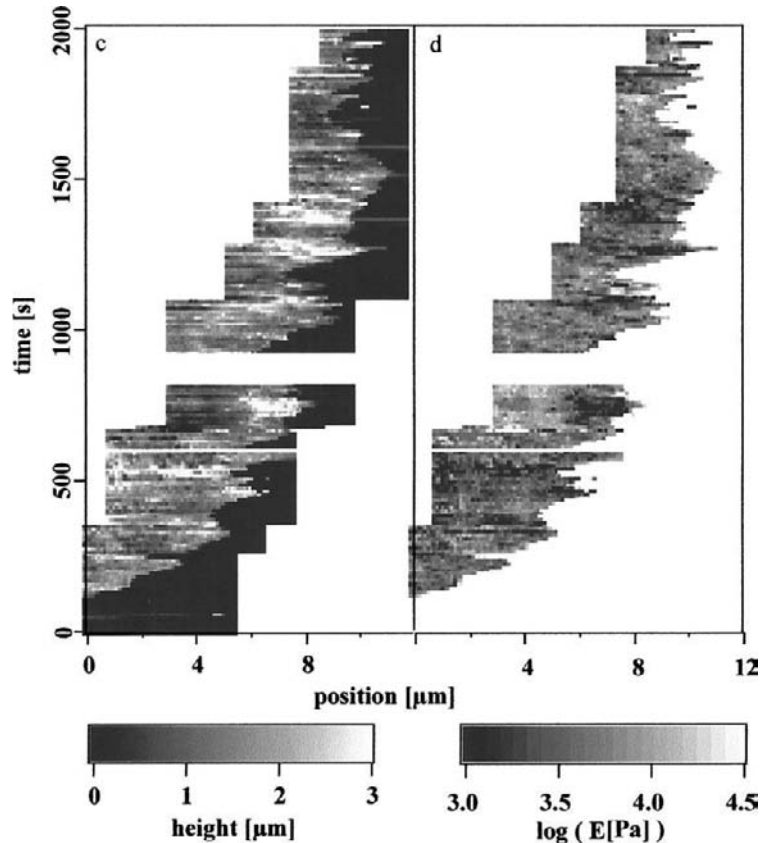 c
d
2000
1500
1000
500
0
time [s]
0 4 8 4 8 12
position [µm]
0 1 2 3
height [µm]
3.0 3.5 4.0 4.5
log ( E[Pa] )